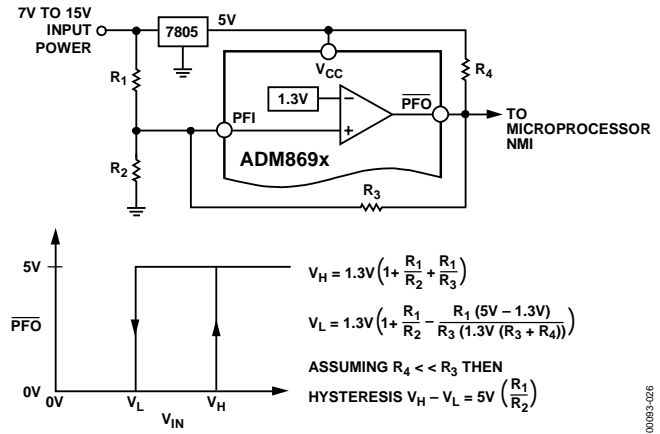 7V TO 15V
INPUT
POWER
7805
5V
R1
R2
VCC
1.3V
−
+
PFI
P̅F̅O̅
ADM869x
R4
TO
MICROPROCESSOR
NMI
R3
5V
P̅F̅O̅
0V
0V
VL
VH
VIN
VH = 1.3V(1+ R1/R2 + R1/R3)
VL = 1.3V(1+ R1/R2 − R1 (5V – 1.3V)/R3 (1.3V (R3 + R4)))
ASSUMING R4 << R3 THEN
HYSTERESIS VH – VL = 5V (R1/R2)
00093-026